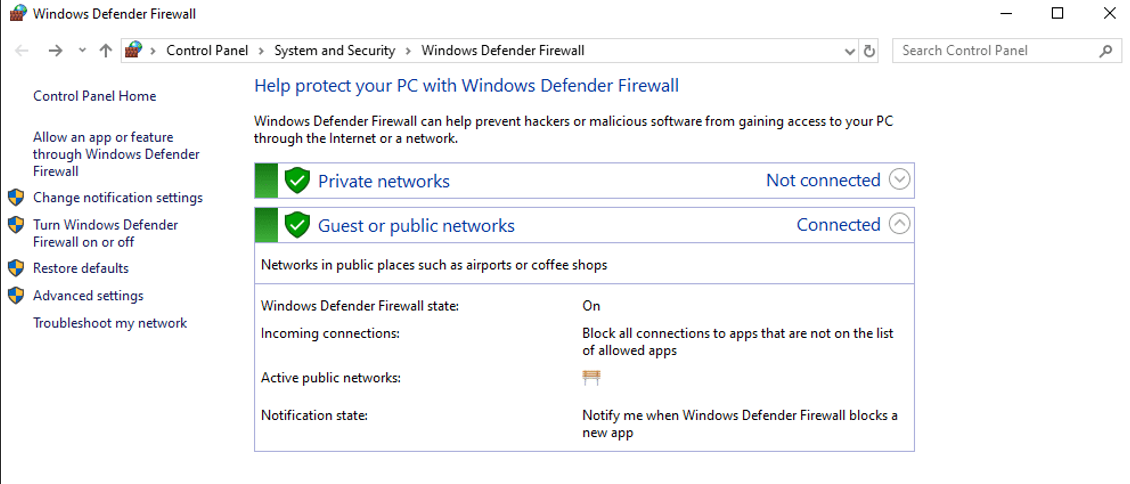 Windows Defender Firewall
Control Panel > System and Security > Windows Defender Firewall
Search Control Panel
Control Panel Home
Allow an app or feature
through Windows Defender
Firewall
Change notification settings
Turn Windows Defender
Firewall on or off
Restore defaults
Advanced settings
Troubleshoot my network
Help protect your PC with Windows Defender Firewall
Windows Defender Firewall can help prevent hackers or malicious software from gaining access to your PC
through the Internet or a network.
Private networks Not connected
Guest or public networks Connected
Networks in public places such as airports or coffee shops
Windows Defender Firewall state: On
Incoming connections: Block all connections to apps that are not on the list
of allowed apps
Active public networks:
Notification state: Notify me when Windows Defender Firewall blocks a
new app